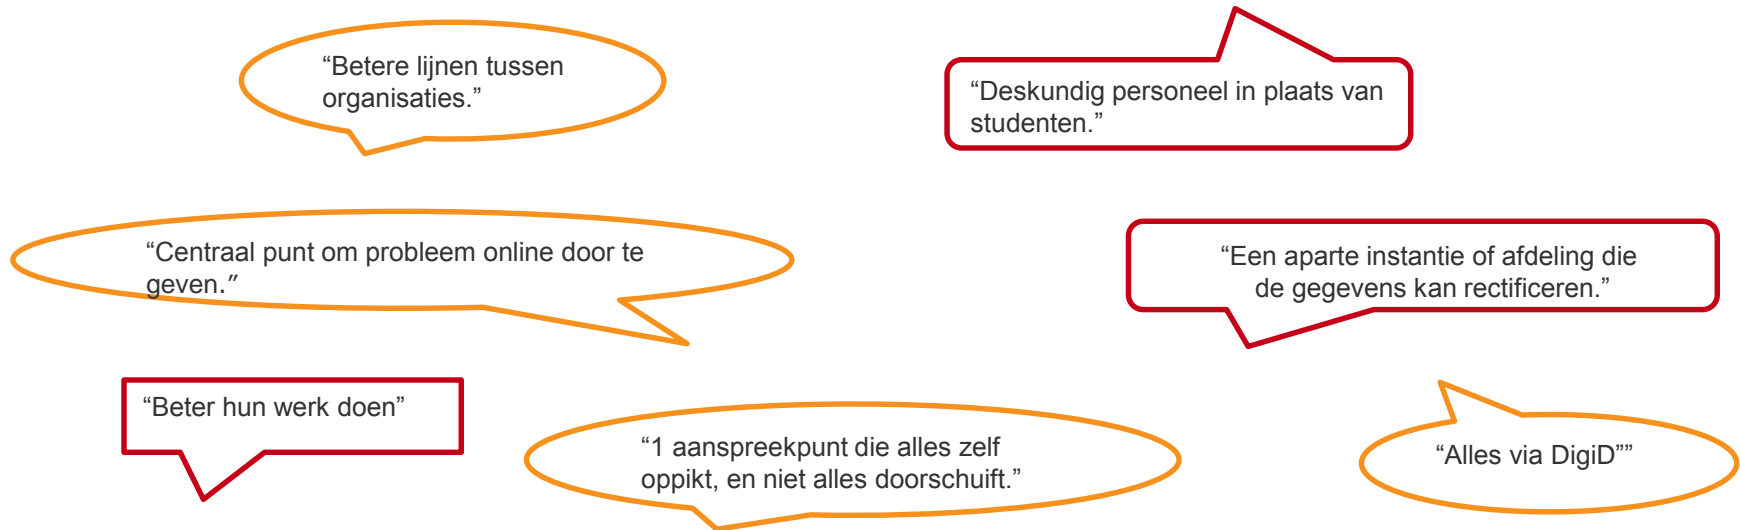 “Betere lijnen tussen
organisaties.”
“Deskundig personeel in plaats van
studenten.”
“Centraal punt om probleem online door te
geven.”
“Een aparte instantie of afdeling die
de gegevens kan rectificeren.”
“Beter hun werk doen”
“1 aanspreekpunt die alles zelf
oppikt, en niet alles doorschuift.”
“Alles via DigiD””